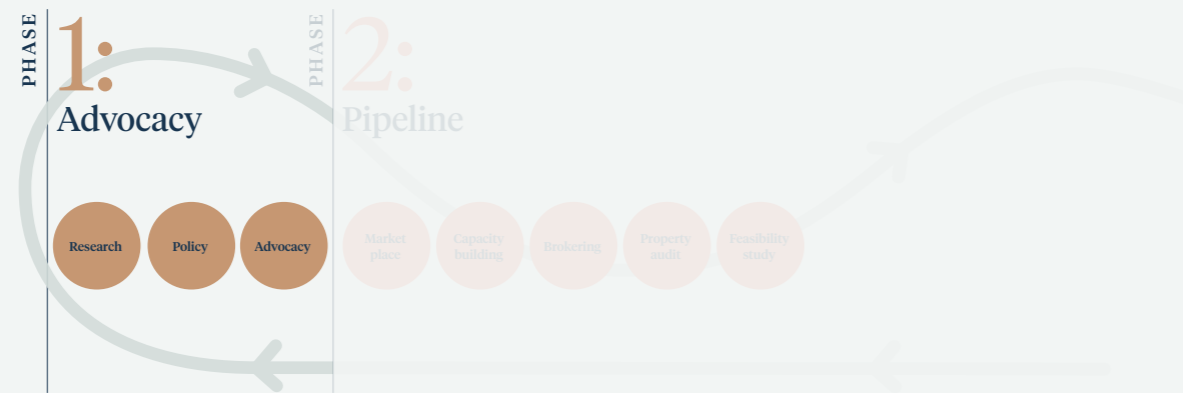 PHASE
1:
Advocacy
Research
Policy
Advocacy
PHASE
2:
Pipeline
Market
place
Capacity
building
Brokering
Property
audit
Feasibility
study